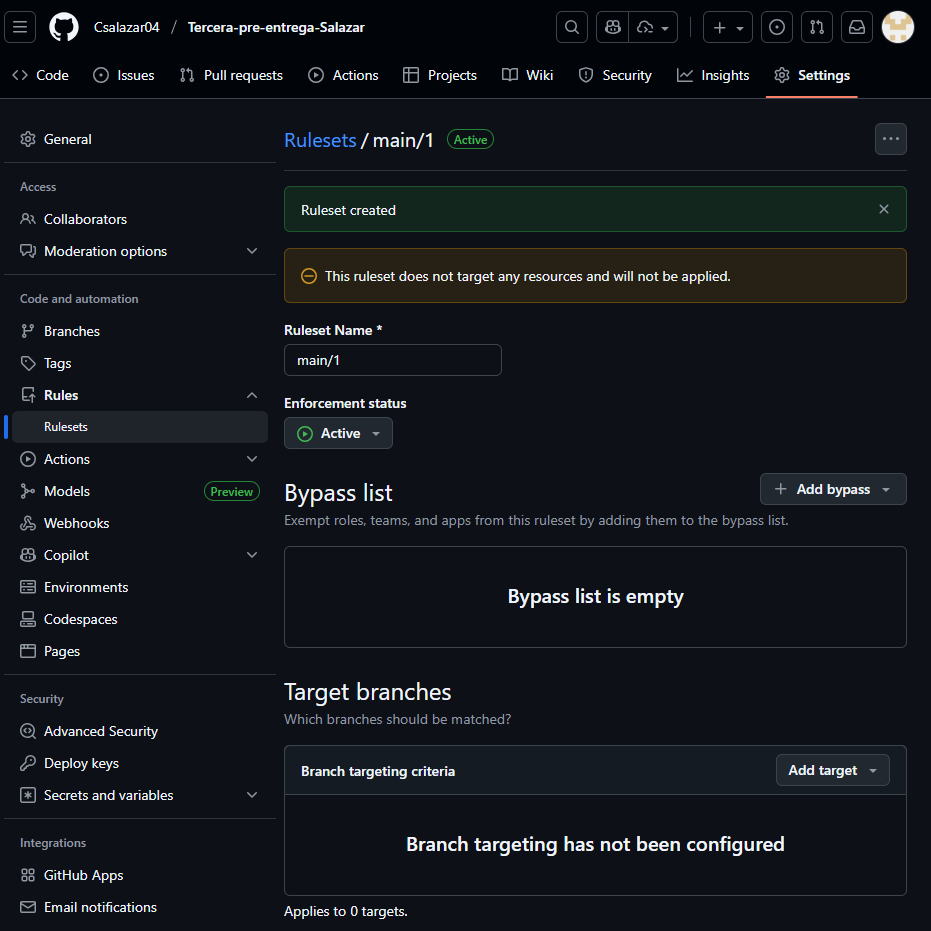 Csalazar04 / Tercera-pre-entrega-Salazar
Code Issues Pull requests Actions Projects Wiki Security Insights Settings
General
Access
Collaborators
Moderation options
Code and automation
Branches
Tags
Rules
Rulesets
Actions
Models Preview
Webhooks
Copilot
Environments
Codespaces
Pages
Security
Advanced Security
Deploy keys
Secrets and variables
Integrations
GitHub Apps
Email notifications
Rulesets / main/1 Active
Ruleset created
This ruleset does not target any resources and will not be applied.
Ruleset Name *
main/1
Enforcement status
Active
Bypass list
Add bypass
Exempt roles, teams, and apps from this ruleset by adding them to the bypass list.
Bypass list is empty
Target branches
Which branches should be matched?
Branch targeting criteria
Add target
Branch targeting has not been configured
Applies to 0 targets.